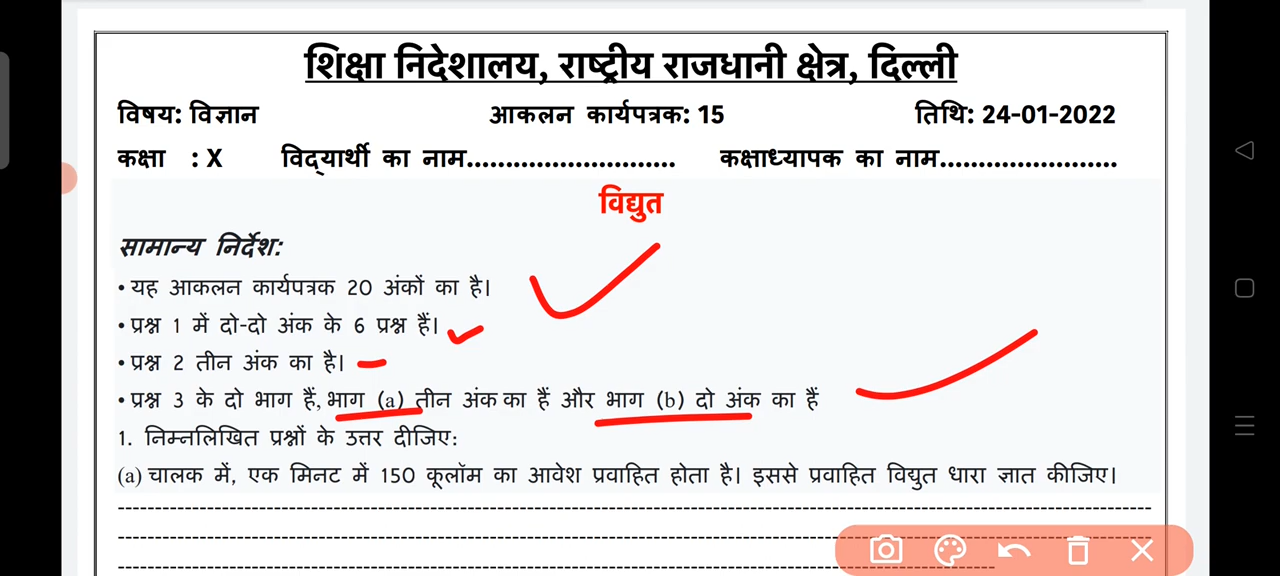 शिक्षा निदेशालय, राष्ट्रीय राजधानी क्षेत्र, दिल्ली
विषय: विज्ञान आकलन कार्यपत्रक: 15 तिथि: 24-01-2022
कक्षा : X विद्यार्थी का नाम........................... कक्षाध्यापक का नाम.......................
विद्युत
सामान्य निर्देश:
• यह आकलन कार्यपत्रक 20 अंकों का है।
• प्रश्न 1 में दो-दो अंक के 6 प्रश्न हैं।
• प्रश्न 2 तीन अंक का है।
• प्रश्न 3 के दो भाग हैं, भाग (a) तीन अंक का हैं और भाग (b) दो अंक का हैं
1. निम्नलिखित प्रश्नों के उत्तर दीजिए:
(a) चालक में, एक मिनट में 150 कूलॉम का आवेश प्रवाहित होता है। इससे प्रवाहित विद्युत धारा ज्ञात कीजिए।